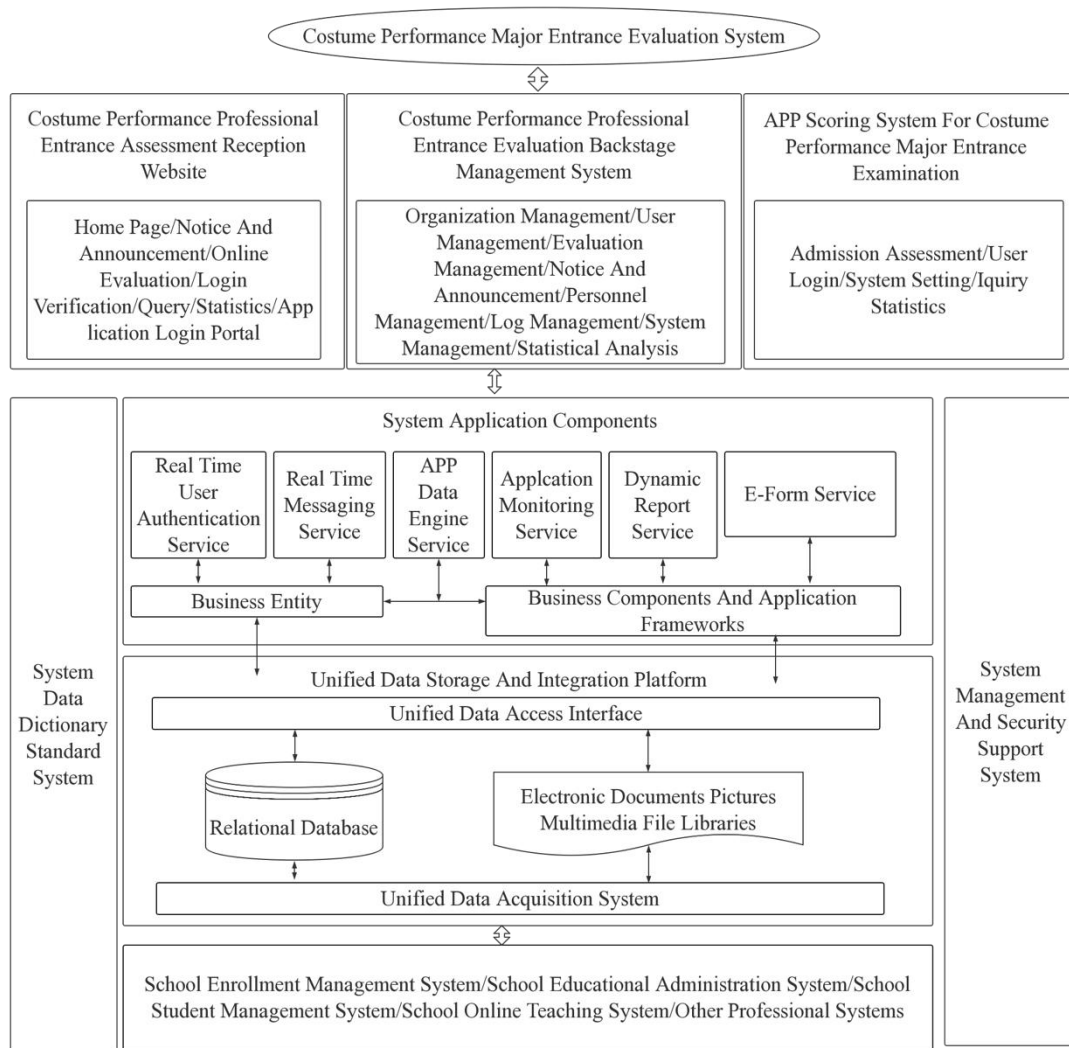 Costume Performance Major Entrance Evaluation System
Costume Performance Professional
Entrance Assessment Reception
Website
Home Page/Notice And
Announcement/Online
Evaluation/Login
Verification/Query/Statistics/App
lication Login Portal
Costume Performance Professional
Entrance Evaluation Backstage
Management System
Organization Management/User
Management/Evaluation
Management/Notice And
Announcement/Personnel
Management/Log Management/System
Management/Statistical Analysis
APP Scoring System For Costume
Performance Major Entrance
Examination
Admission Assessment/User
Login/System Setting/Iquiry
Statistics
System
Data
Dictionary
Standard
System
System Application Components
Real Time
User
Authentication
Service
Real Time
Messaging
Service
APP
Data
Engine
Service
Applcation
Monitoring
Service
Dynamic
Report
Service
E-Form Service
Business Entity
Business Components And Application
Frameworks
Unified Data Storage And Integration Platform
Unified Data Access Interface
Relational Database
Electronic Documents Pictures
Multimedia File Libraries
Unified Data Acquisition System
System
Management
And Security
Support
System
School Enrollment Management System/School Educational Administration System/School
Student Management System/School Online Teaching System/Other Professional Systems